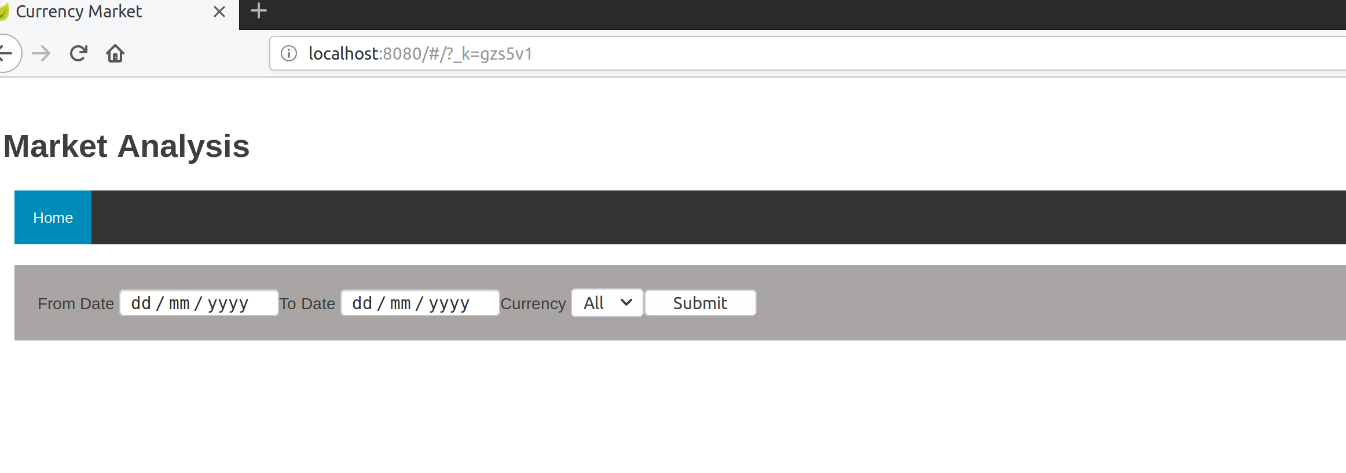 Currency Market
localhost:8080/#/?_k=gzs5v1
Market Analysis
Home
From Date dd / mm / yyyy To Date dd / mm / yyyy Currency All Submit